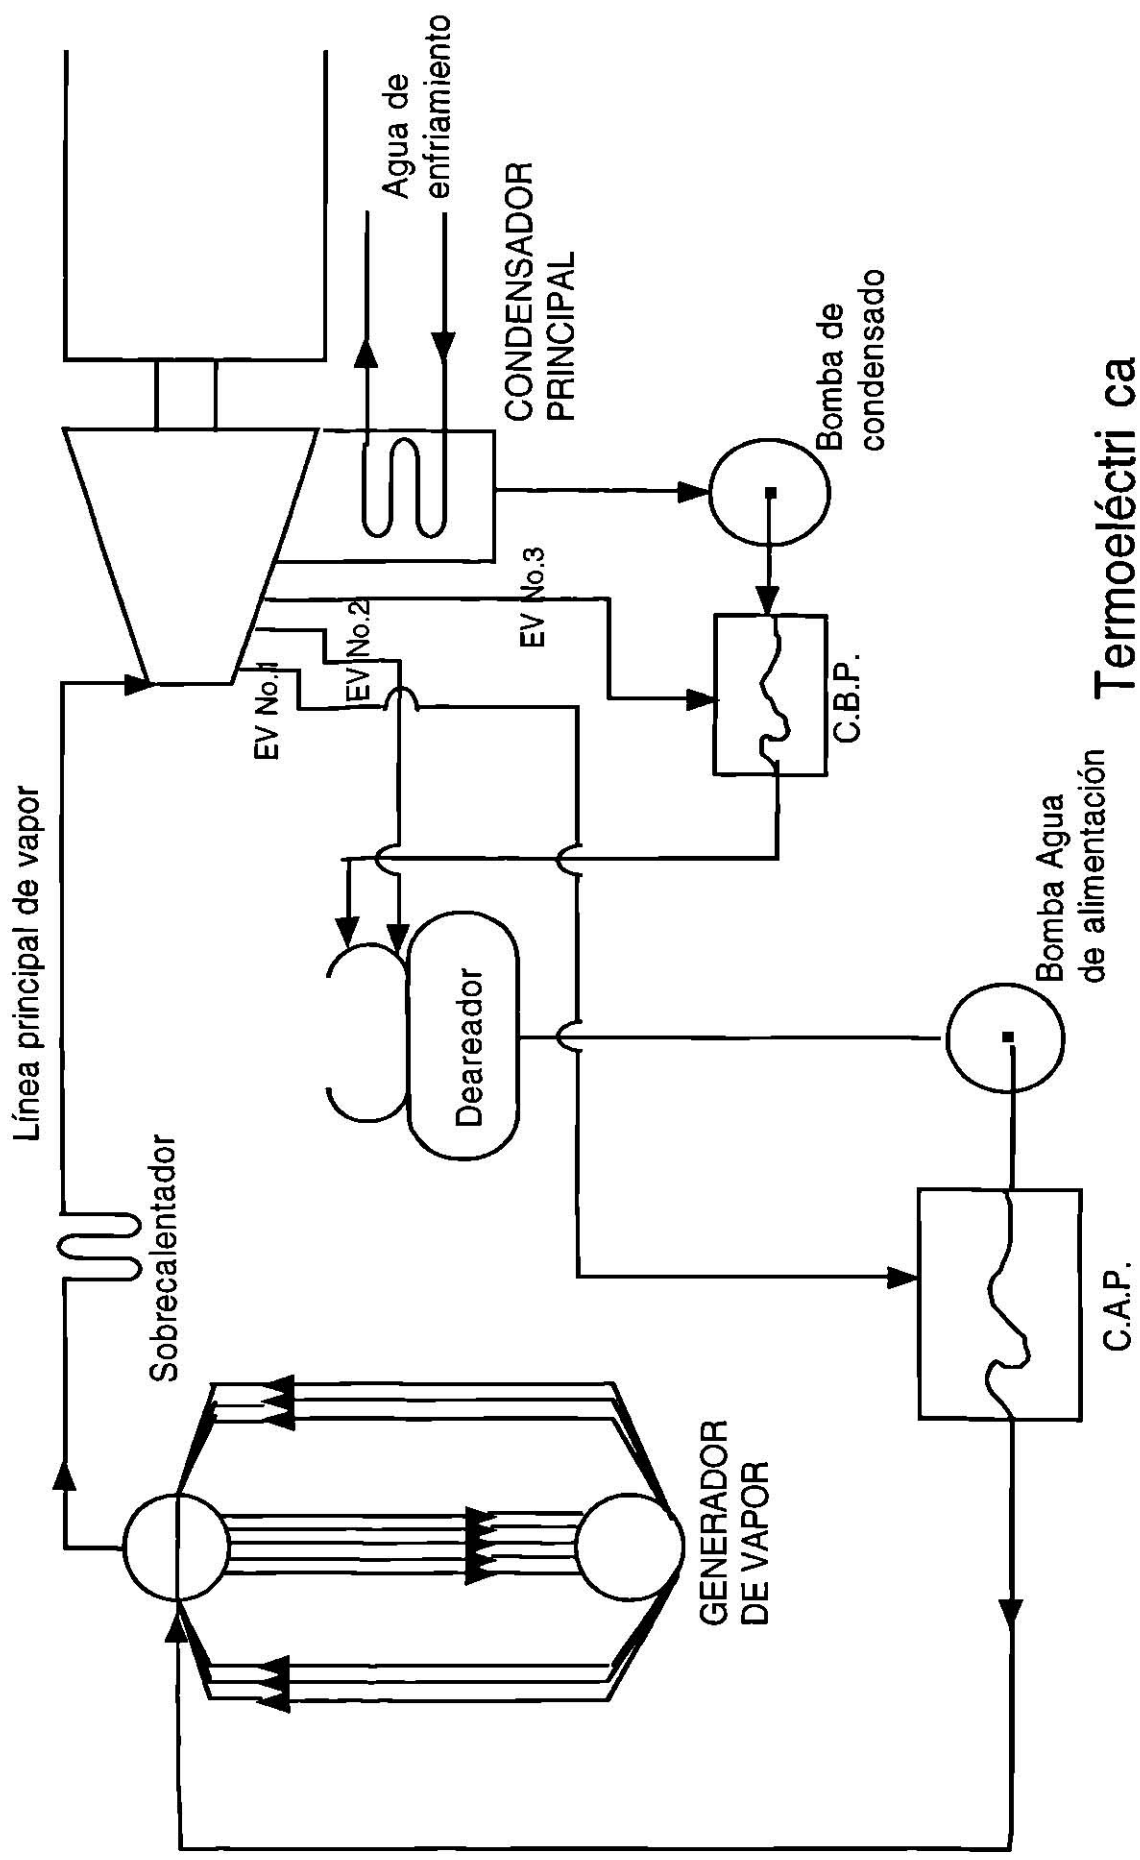 Línea principal de vapor
Sobrecalentador
GENERADOR
DE VAPOR
Deareador
EV No.1
EV No.2
EV No.3
Agua de
enfriamiento
CONDENSADOR
PRINCIPAL
Bomba de
condensado
C.B.P.
Bomba Agua
de alimentación
C.A.P.
Termoeléctri ca